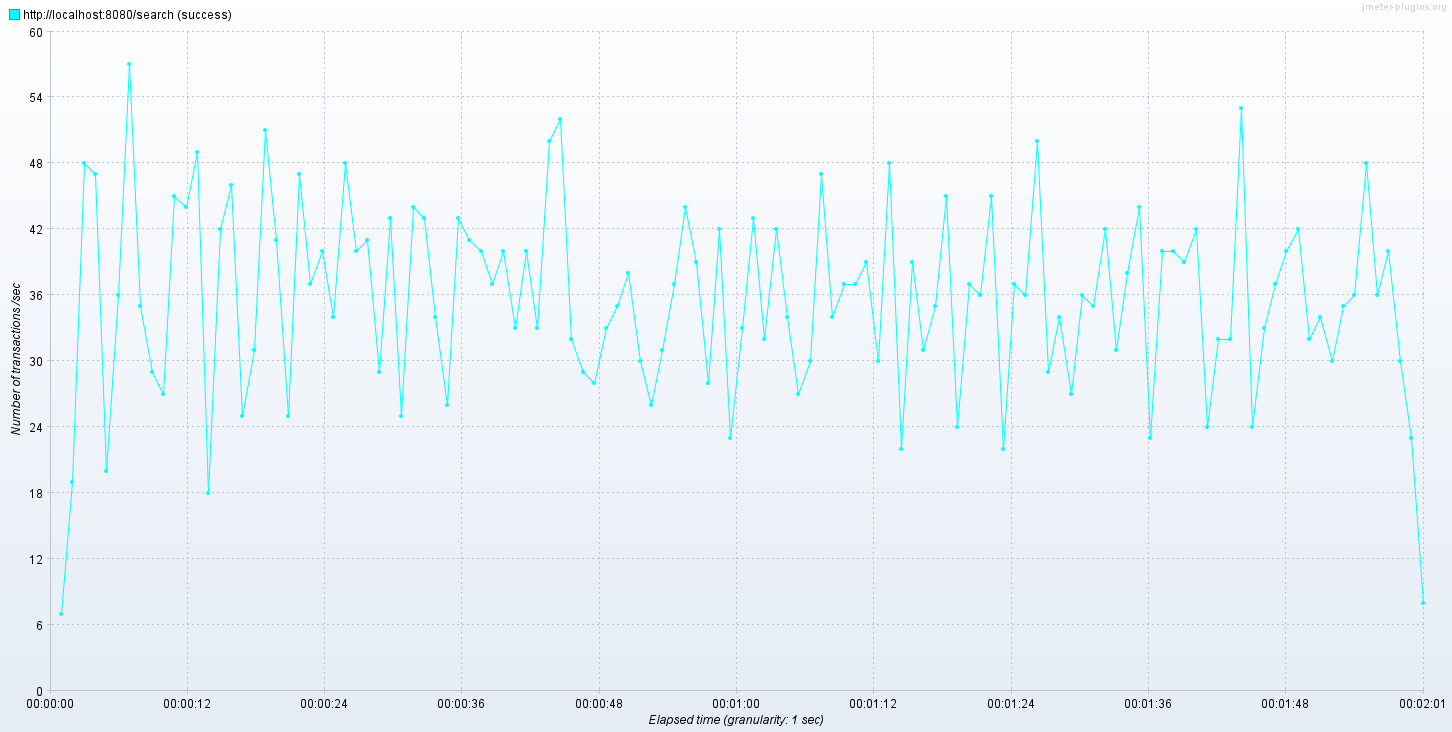 http://localhost:8080/search (success)
jmeter-plugins.org
60
54
48
42
36
30
24
18
12
6
0
Number of transactions /sec
00:00:00 00:00:12 00:00:24 00:00:36 00:00:48 00:01:00 00:01:12 00:01:24 00:01:36 00:01:48 00:02:01
Elapsed time (granularity: 1 sec)